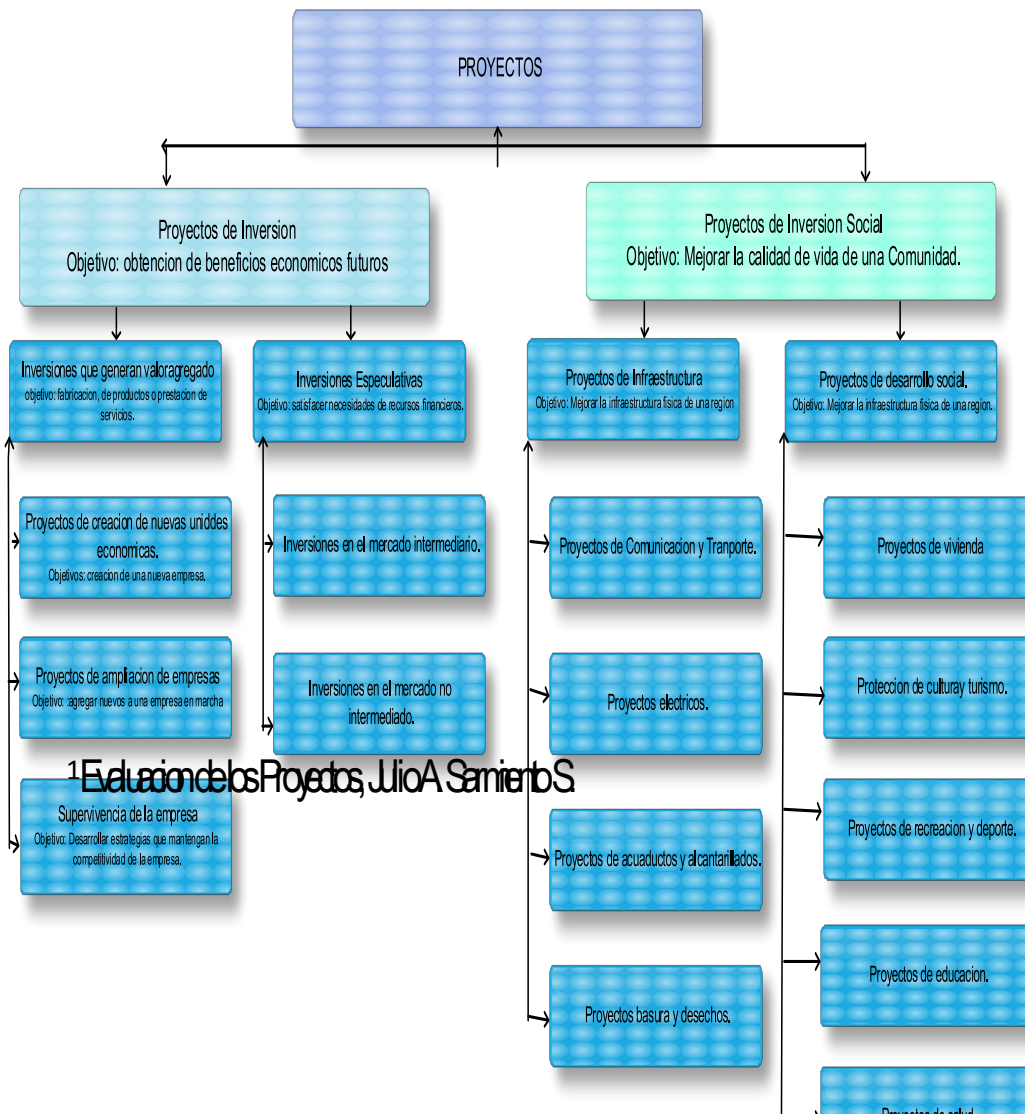 PROYECTOS
Proyectos de Inversion
Objetivo: obtencion de beneficios economicos futuros
Proyectos de Inversion Social
Objetivo: Mejorar la calidad de vida de una Comunidad.
Inversiones que generan valoragregado
objetivo: fabricacion, de productos o prestacion de
servicios.
Inversiones Especulativas
Objetivo: satisfacer necesidades de recursos financieros.
Proyectos de Infraestructura
Objetivo: Mejorar la infraestructura fisica de una region
Proyectos de desarrollo social.
Objetivo: Mejorar la infraestructura fisica de una region.
Proyectos de creacion de nuevas uniddes
economicas.
Objetivos: creacion de una nueva empresa.
Inversiones en el mercado intermediario.
Proyectos de Comunicacion y Tranporte.
Proyectos de vivienda
Proyectos de ampliacion de empresas
Objetivo: :agregar nuevos a una empresa en marcha
Inversiones en el mercado no
intermediado.
Proyectos electricos.
Proteccion de culturay turismo.
¹Evaluacion de los Proyectos, Julio A Sarmiento S.
Supervivencia de la empresa
Objetivo: Desarrollar estrategias que mantengan la
competitividad de la empresa.
Proyectos de acuaductos y alcantarillados.
Proyectos de recreacion y deporte.
Proyectos basura y desechos.
Proyectos de educacion.
Proyectos de salud